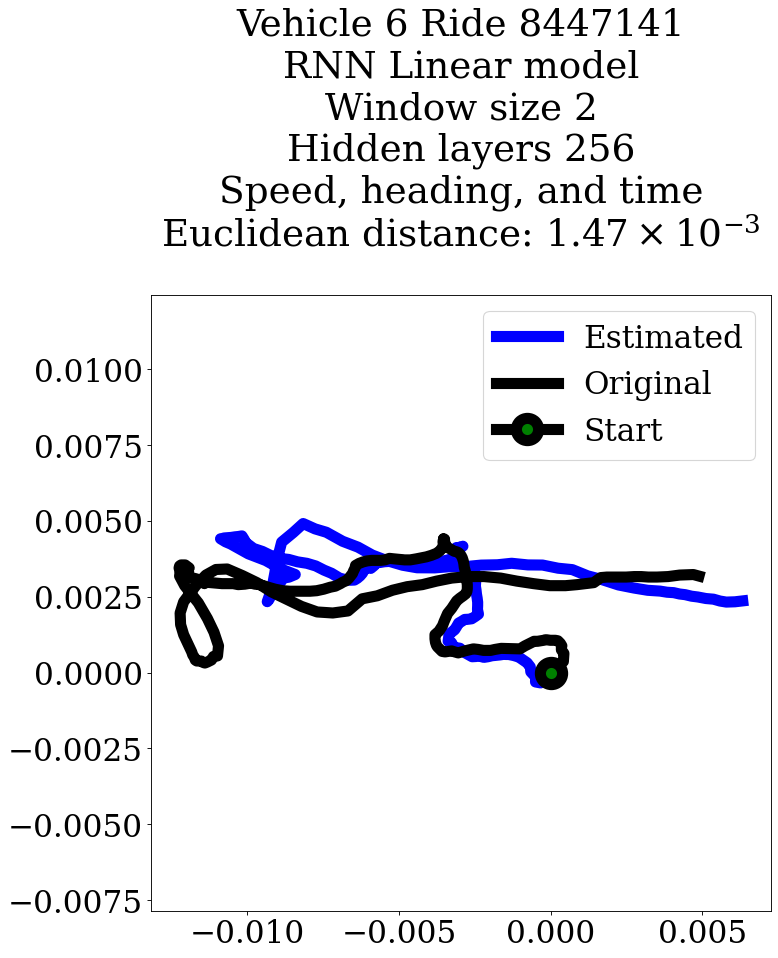 Vehicle 6 Ride 8447141
RNN Linear model
Window size 2
Hidden layers 256
Speed, heading, and time
Euclidean distance: 1.47 × 10⁻³
Estimated
Original
Start
0.0100
0.0075
0.0050
0.0025
0.0000
−0.0025
−0.0050
−0.0075
−0.010 −0.005 0.000 0.005